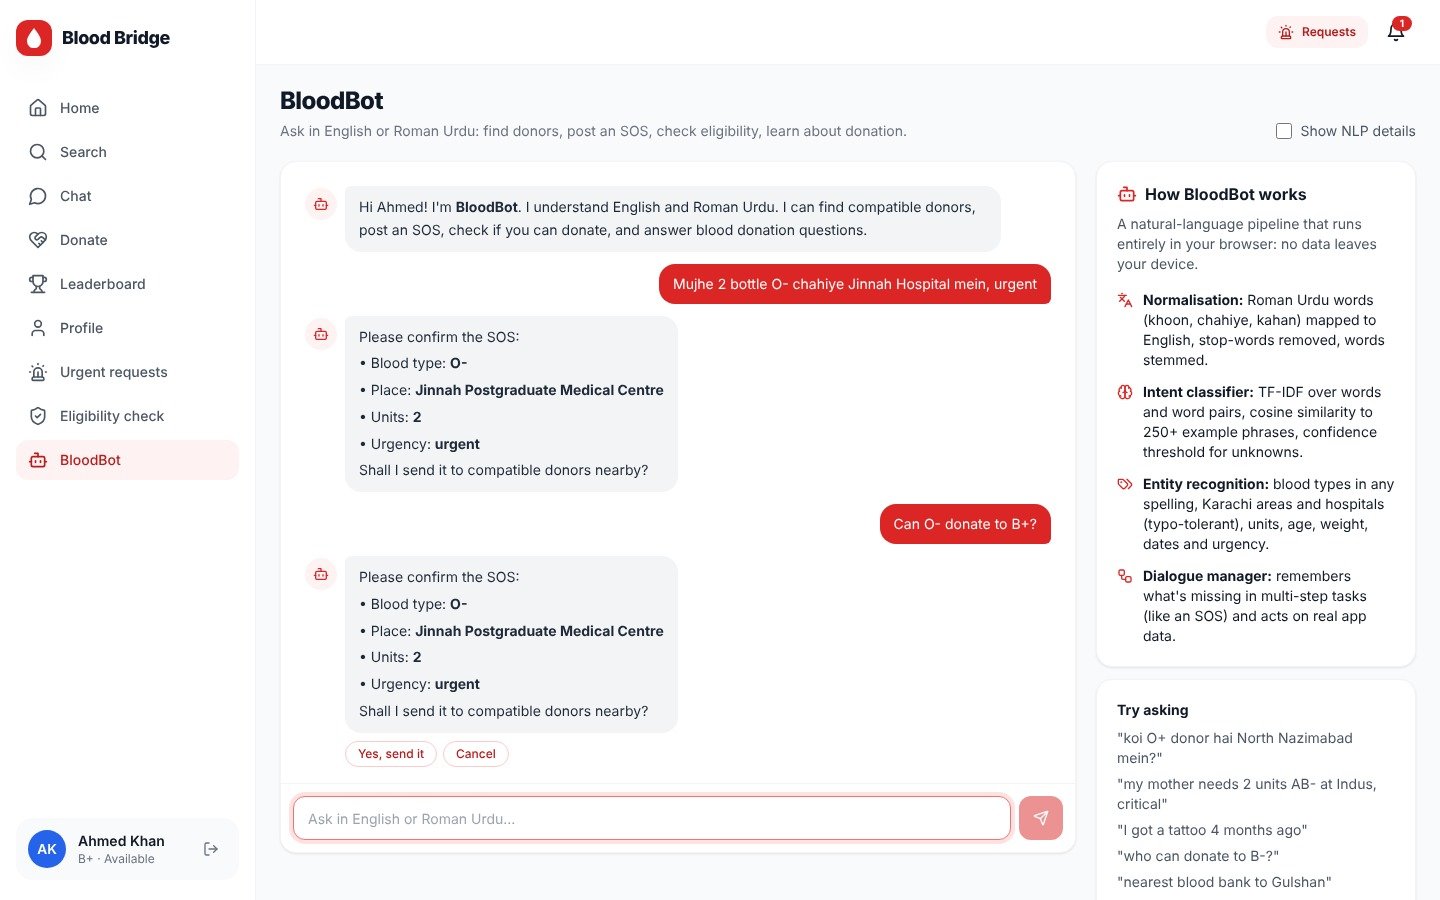 Blood Bridge
Requests
1
Home
Search
Chat
Donate
Leaderboard
Profile
Urgent requests
Eligibility check
BloodBot
AK
Ahmed Khan
B+ · Available
BloodBot
Ask in English or Roman Urdu: find donors, post an SOS, check eligibility, learn about donation.
Show NLP details
Hi Ahmed! I'm BloodBot. I understand English and Roman Urdu. I can find compatible donors,
post an SOS, check if you can donate, and answer blood donation questions.
Mujhe 2 bottle O- chahiye Jinnah Hospital mein, urgent
Please confirm the SOS:
• Blood type: O-
• Place: Jinnah Postgraduate Medical Centre
• Units: 2
• Urgency: urgent
Shall I send it to compatible donors nearby?
Can O- donate to B+?
Please confirm the SOS:
• Blood type: O-
• Place: Jinnah Postgraduate Medical Centre
• Units: 2
• Urgency: urgent
Shall I send it to compatible donors nearby?
Yes, send it
Cancel
Ask in English or Roman Urdu...
How BloodBot works
A natural-language pipeline that runs
entirely in your browser: no data leaves
your device.
Normalisation: Roman Urdu words
(khoon, chahiye, kahan) mapped to
English, stop-words removed, words
stemmed.
Intent classifier: TF-IDF over words
and word pairs, cosine similarity to
250+ example phrases, confidence
threshold for unknowns.
Entity recognition: blood types in any
spelling, Karachi areas and hospitals
(typo-tolerant), units, age, weight,
dates and urgency.
Dialogue manager: remembers
what's missing in multi-step tasks
(like an SOS) and acts on real app
data.
Try asking
"koi O+ donor hai North Nazimabad
mein?"
"my mother needs 2 units AB- at Indus,
critical"
"I got a tattoo 4 months ago"
"who can donate to B-?"
"nearest blood bank to Gulshan"